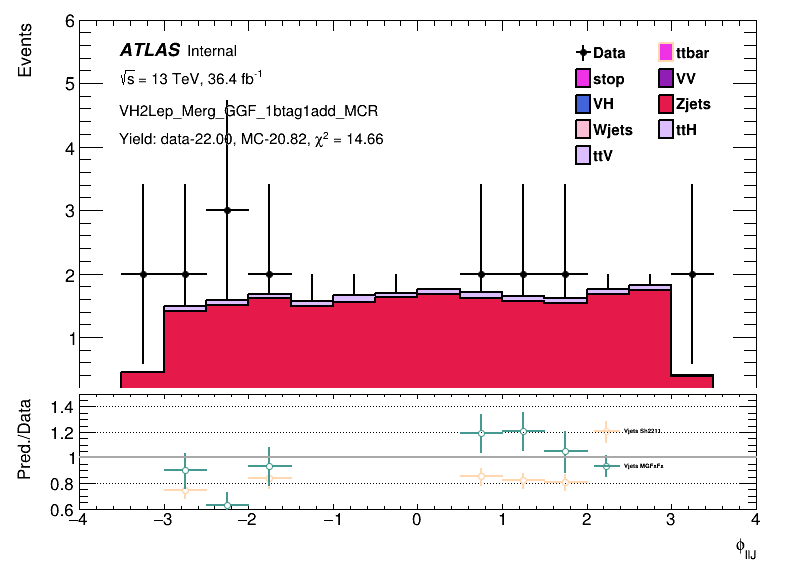 Events
6
5
4
3
2
1
ATLAS Internal
√s = 13 TeV, 36.4 fb⁻¹
VH2Lep_Merg_GGF_1btag1add_MCR
Yield: data-22.00, MC-20.82, χ² = 14.66
Data
ttbar
stop
VV
VH
Zjets
Wjets
ttH
ttV
Pred./Data
1.4
1.2
1
0.8
0.6
Vjets Sh2211
Vjets MGFxFx
−4 −3 −2 −1 0 1 2 3 4
ϕllJ